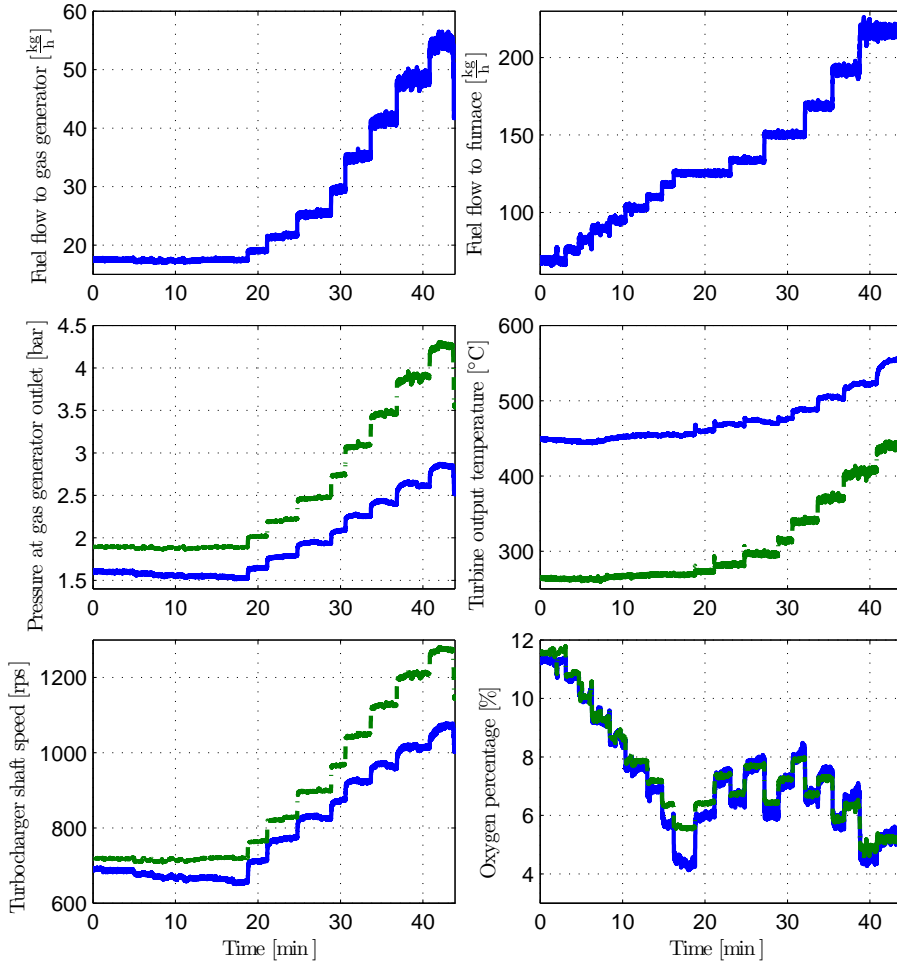 Fuel flow to gas generator [kg/h]
60
50
40
30
20
0 10 20 30 40
Fuel flow to furnace [kg/h]
200
150
100
0 10 20 30 40
Pressure at gas generator outlet [bar]
4.5
4
3.5
3
2.5
2
1.5
0 10 20 30 40
Turbine output temperature [°C]
600
500
400
300
0 10 20 30 40
Turbocharger shaft speed [rps]
1200
1000
800
600
0 10 20 30 40
Time [min ]
Oxygen percentage [%]
12
10
8
6
4
0 10 20 30 40
Time [min ]